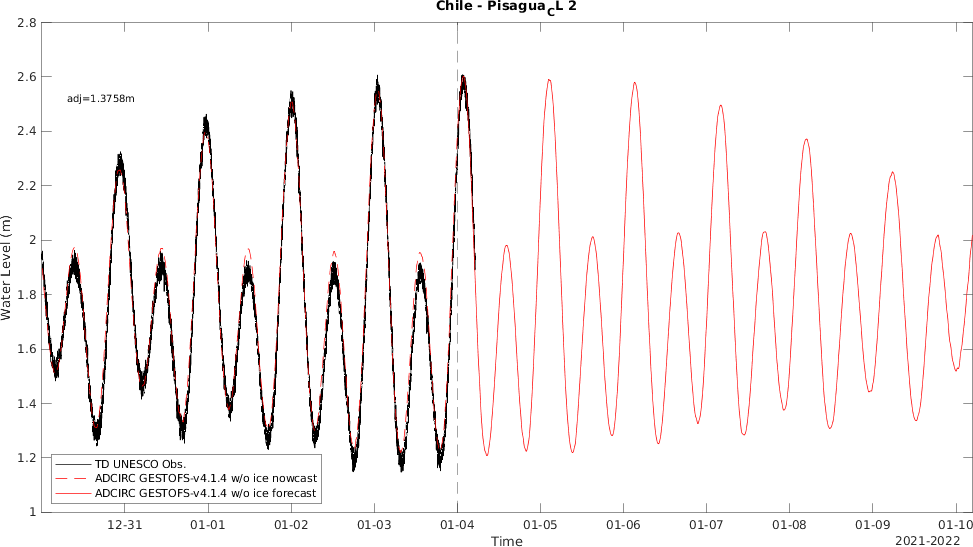 Chile - Pisagua_CL 2
2.8
2.6
2.4
2.2
2
1.8
1.6
1.4
1.2
1
Water Level (m)
adj=1.3758m
TD UNESCO Obs.
ADCIRC GESTOFS-v4.1.4 w/o ice nowcast
ADCIRC GESTOFS-v4.1.4 w/o ice forecast
12-31 01-01 01-02 01-03 01-04 01-05 01-06 01-07 01-08 01-09 01-10
Time
2021-2022